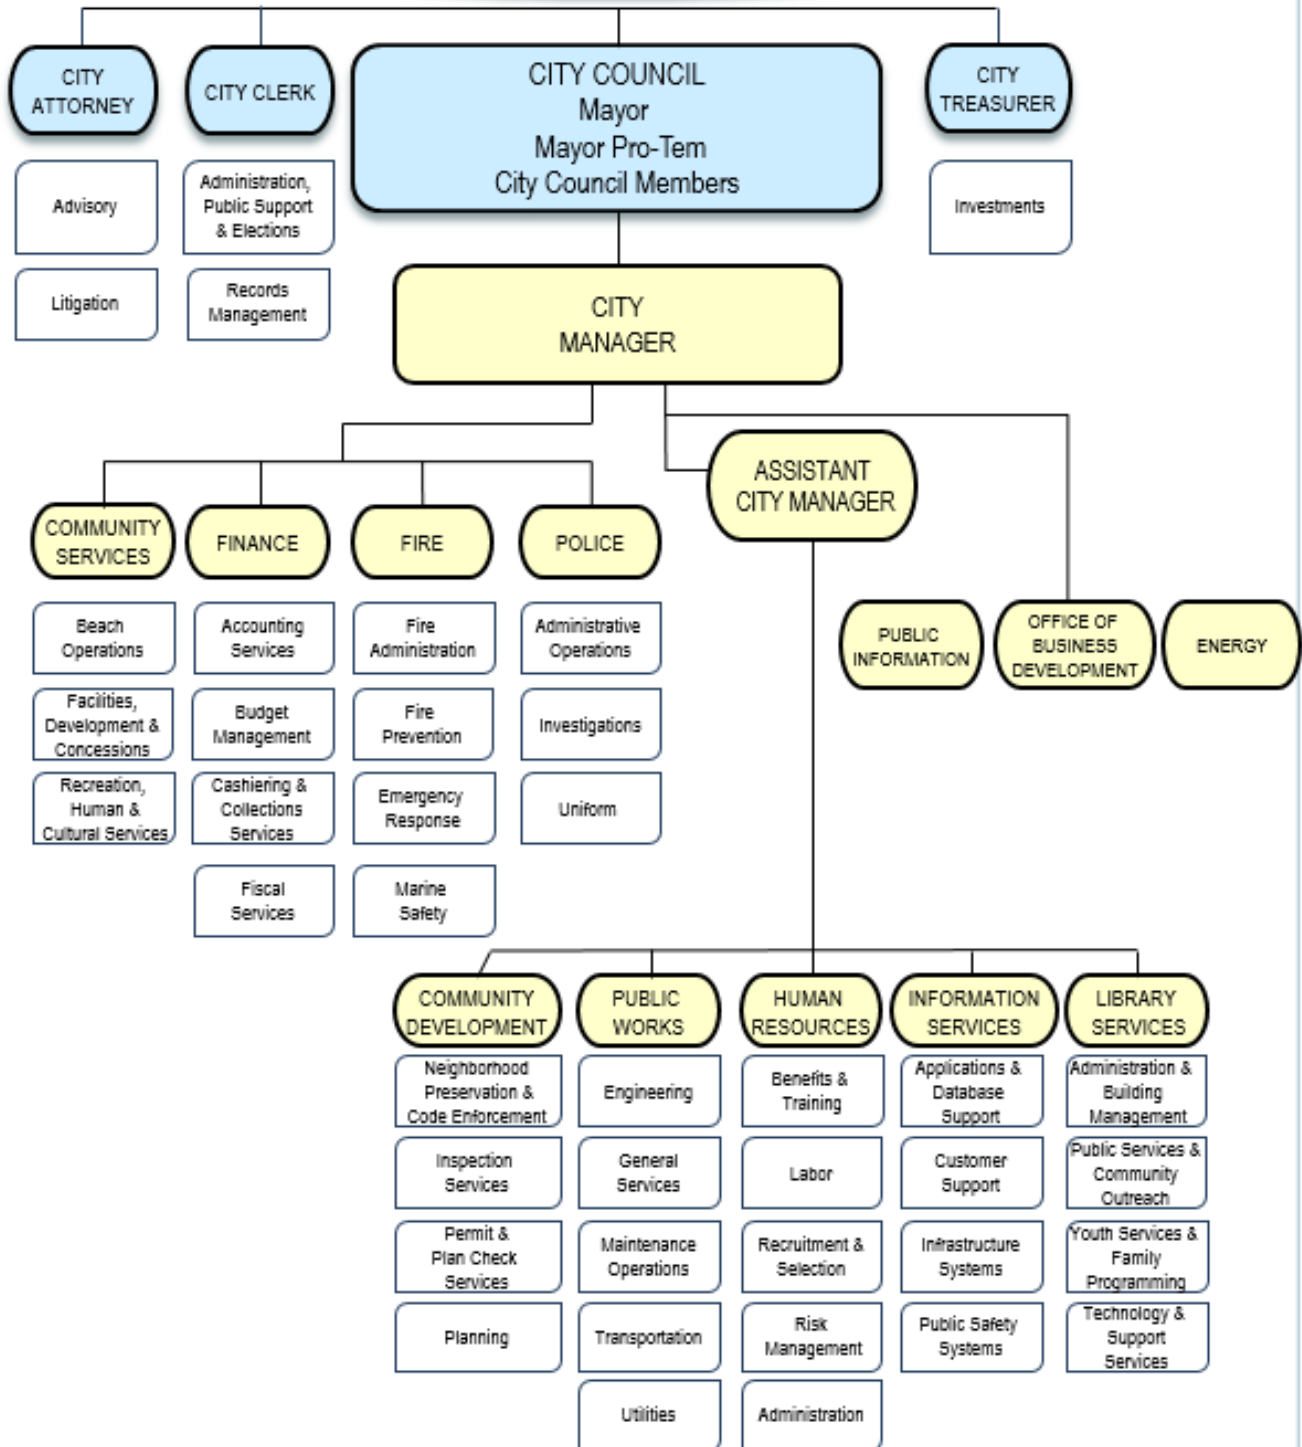 CITY
ATTORNEY
CITY CLERK
CITY COUNCIL
Mayor
Mayor Pro-Tem
City Council Members
CITY
TREASURER
Advisory
Litigation
Administration,
Public Support
& Elections
Records
Management
Investments
CITY
MANAGER
ASSISTANT
CITY MANAGER
COMMUNITY
SERVICES
Beach
Operations
Facilities,
Development &
Concessions
Recreation,
Human &
Cultural Services
FINANCE
Accounting
Services
Budget
Management
Cashiering &
Collections
Services
Fiscal
Services
FIRE
Fire
Administration
Fire
Prevention
Emergency
Response
Marine
Safety
POLICE
Administrative
Operations
Investigations
Uniform
PUBLIC
INFORMATION
OFFICE OF
BUSINESS
DEVELOPMENT
ENERGY
COMMUNITY
DEVELOPMENT
Neighborhood
Preservation &
Code Enforcement
Inspection
Services
Permit &
Plan Check
Services
Planning
PUBLIC
WORKS
Engineering
General
Services
Maintenance
Operations
Transportation
Utilities
HUMAN
RESOURCES
Benefits &
Training
Labor
Recruitment &
Selection
Risk
Management
Administration
INFORMATION
SERVICES
Applications &
Database
Support
Customer
Support
Infrastructure
Systems
Public Safety
Systems
LIBRARY
SERVICES
Administration &
Building
Management
Public Services &
Community
Outreach
Youth Services &
Family
Programming
Technology &
Support
Services